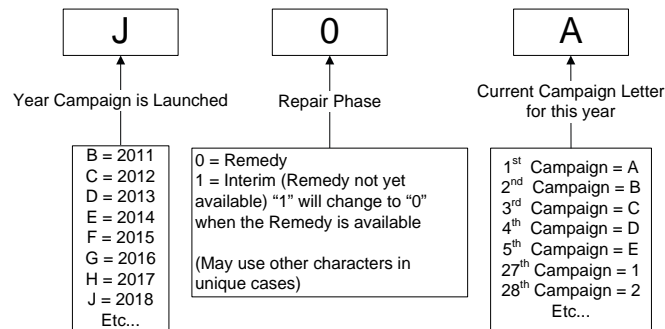 J
0
A
Year Campaign is Launched
Repair Phase
Current Campaign Letter
for this year
B = 2011
C = 2012
D = 2013
E = 2014
F = 2015
G = 2016
H = 2017
J = 2018
Etc...
0 = Remedy
1 = Interim (Remedy not yet
available) “1” will change to “0”
when the Remedy is available
(May use other characters in
unique cases)
1st Campaign = A
2nd Campaign = B
3rd Campaign = C
4th Campaign = D
5th Campaign = E
27th Campaign = 1
28th Campaign = 2
Etc...